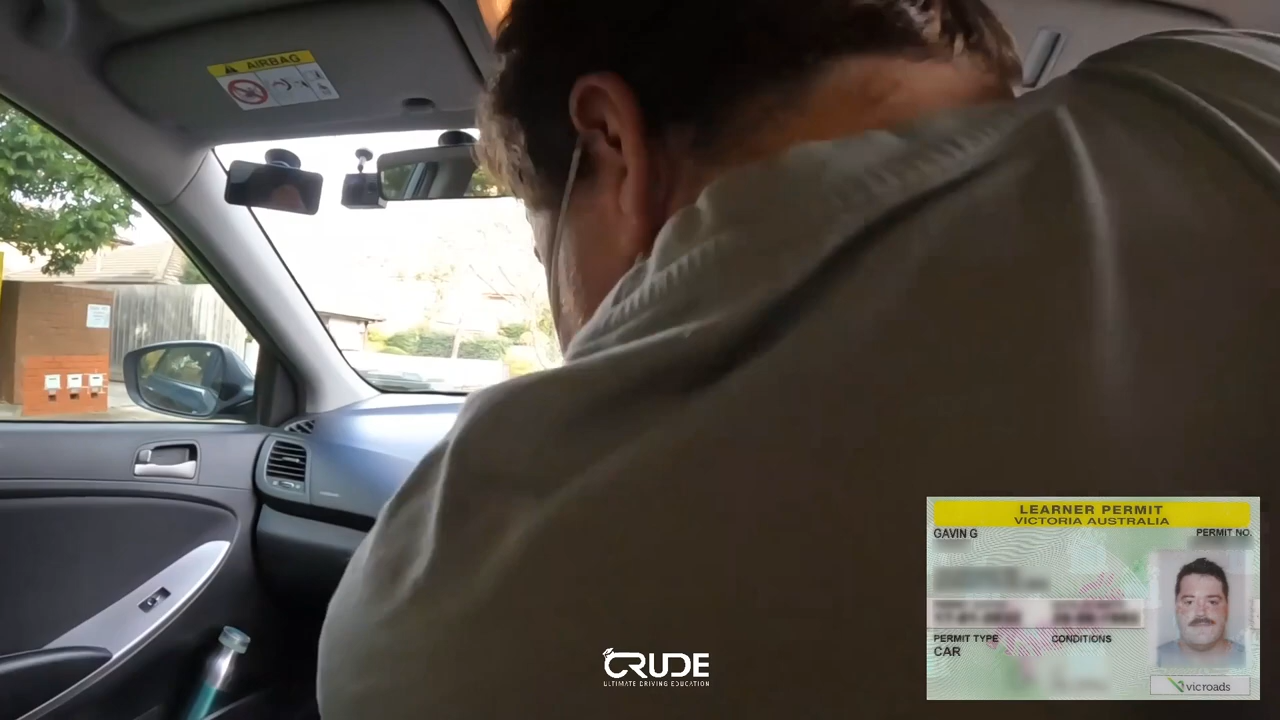 AIRBAG
LEARNER PERMIT
VICTORIA AUSTRALIA
GAVIN G
PERMIT NO.
PERMIT TYPE
CONDITIONS
CAR
vicroads
CRUDE
ULTIMATE DRIVING EDUCATION